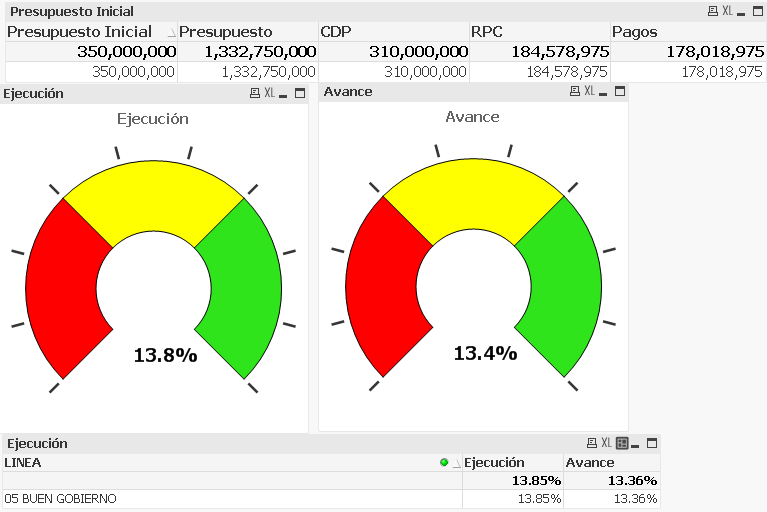 Presupuesto Inicial XL
Presupuesto Inicial Presupuesto CDP RPC Pagos
350,000,000 1,332,750,000 310,000,000 184,578,975 178,018,975
350,000,000 1,332,750,000 310,000,000 184,578,975 178,018,975
Ejecución XL
Avance XL
Ejecución
Avance
13.8%
13.4%
Ejecución XL
LINEA Ejecución Avance
13.85% 13.36%
05 BUEN GOBIERNO 13.85% 13.36%